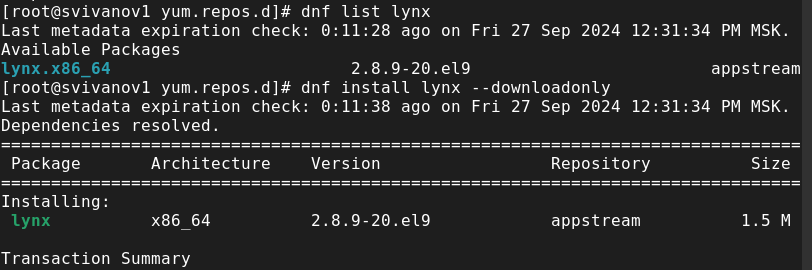 [root@svivanov1 yum.repos.d]# dnf list lynx
Last metadata expiration check: 0:11:28 ago on Fri 27 Sep 2024 12:31:34 PM MSK.
Available Packages
lynx.x86_64 2.8.9-20.el9 appstream
[root@svivanov1 yum.repos.d]# dnf install lynx --downloadonly
Last metadata expiration check: 0:11:38 ago on Fri 27 Sep 2024 12:31:34 PM MSK.
Dependencies resolved.
================================================================================
Package Architecture Version Repository Size
================================================================================
Installing:
lynx x86_64 2.8.9-20.el9 appstream 1.5 M
Transaction Summary